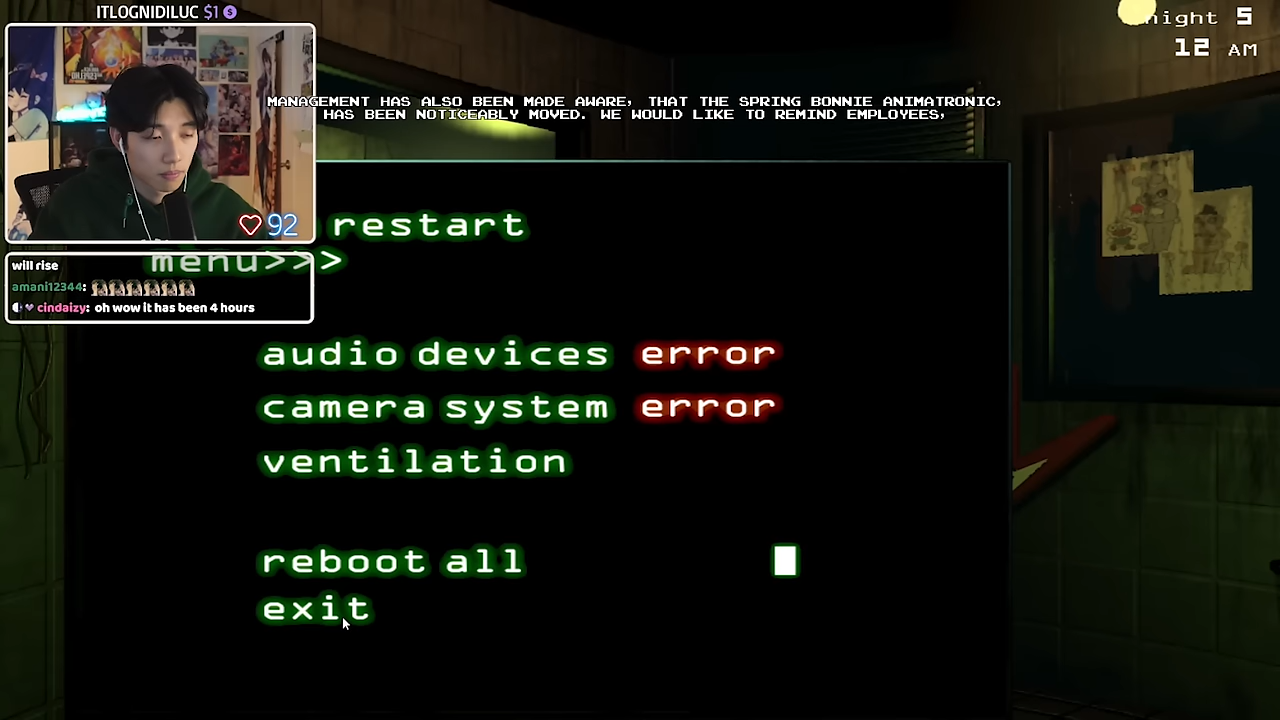 ITLOGNIDILUC $1
night 5
12 AM
MANAGEMENT HAS ALSO BEEN MADE AWARE, THAT THE SPRING BONNIE ANIMATRONIC,
HAS BEEN NOTICEABLY MOVED. WE WOULD LIKE TO REMIND EMPLOYEES,
92
restart
menu>>>
will rise
amani12344:
cindaizy: oh wow it has been 4 hours
audio devices error
camera system error
ventilation
reboot all
exit